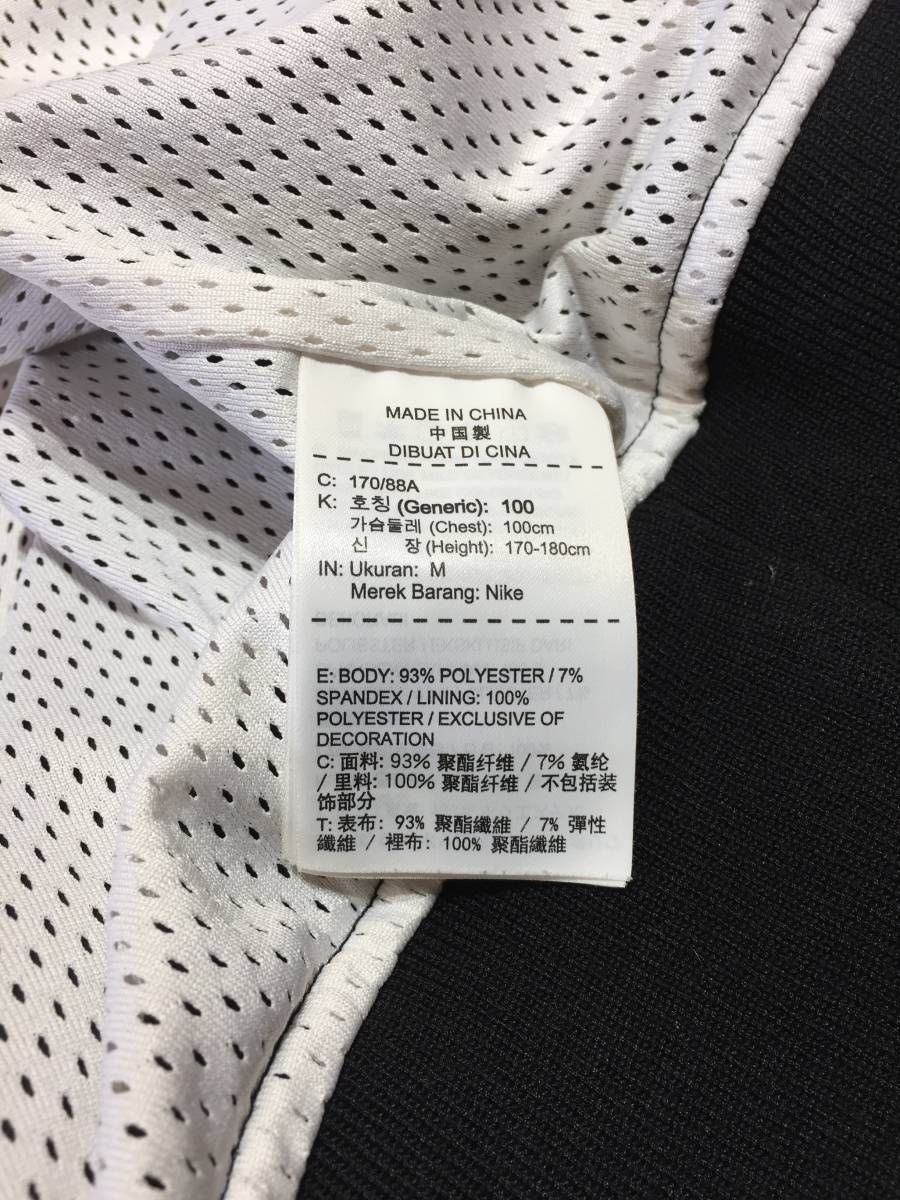 MADE IN CHINA
中国製
DIBUAT DI CINA
C: 170/88A
K: 호칭 (Generic): 100
가슴둘레 (Chest): 100cm
신 장 (Height): 170-180cm
IN: Ukuran: M
Merek Barang: Nike
E: BODY: 93% POLYESTER / 7%
SPANDEX / LINING: 100%
POLYESTER / EXCLUSIVE OF
DECORATION
C: 面料: 93% 聚酯纤维 / 7% 氨纶
/ 里料: 100% 聚酯纤维 / 不包括装
饰部分
T: 表布: 93% 聚酯纖維 / 7% 彈性
纖維 / 裡布: 100% 聚酯纖維